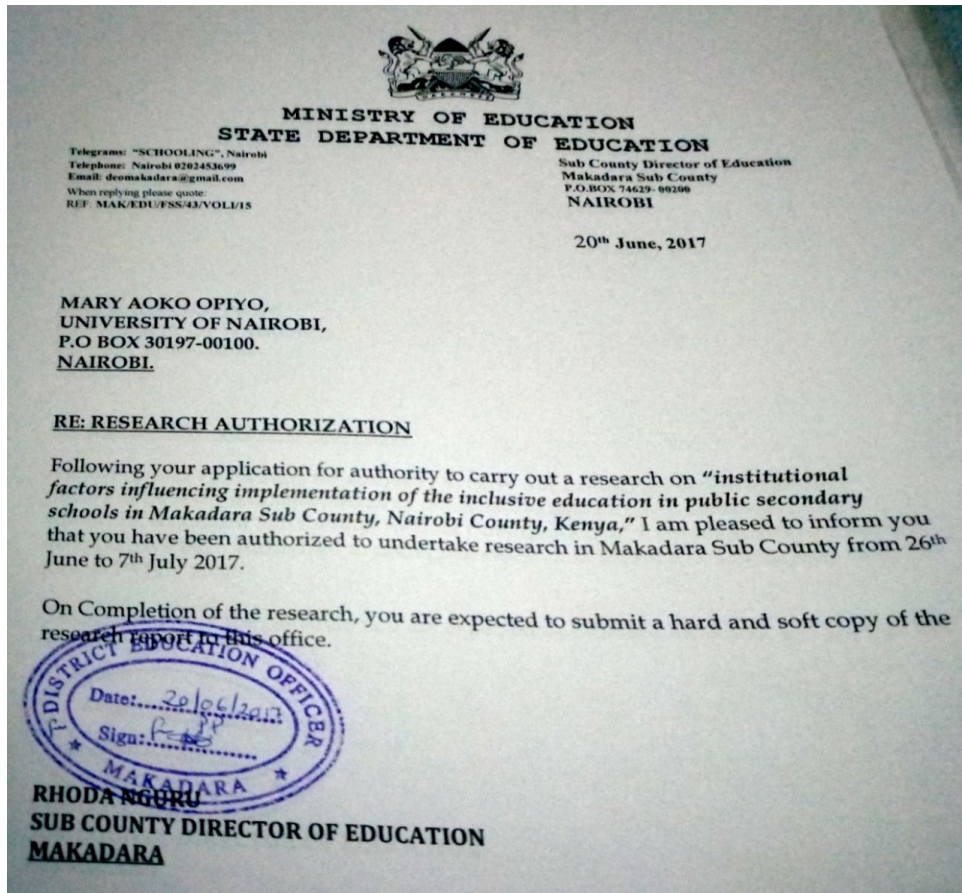 MINISTRY OF EDUCATION
STATE DEPARTMENT OF EDUCATION
Telegrams: "SCHOOLING", Nairobi
Telephone: Nairobi 0202453699
Email: deomakadara@gmail.com
When replying please quote:
REF: MAK/EDU/FSS/43/VOLI/15
Sub County Director of Education
Makadara Sub County
P.O.BOX 74629- 00200
NAIROBI
20th June, 2017
MARY AOKO OPIYO,
UNIVERSITY OF NAIROBI,
P.O BOX 30197-00100.
NAIROBI.
RE: RESEARCH AUTHORIZATION
Following your application for authority to carry out a research on "institutional
factors influencing implementation of the inclusive education in public secondary
schools in Makadara Sub County, Nairobi County, Kenya," I am pleased to inform you
that you have been authorized to undertake research in Makadara Sub County from 26th
June to 7th July 2017.
On Completion of the research, you are expected to submit a hard and soft copy of the
research report to this office.
DISTRICT EDUCATION OFFICER
Date: 20/06/2017
Sign:
MAKADARA
RHODA NGURU
SUB COUNTY DIRECTOR OF EDUCATION
MAKADARA